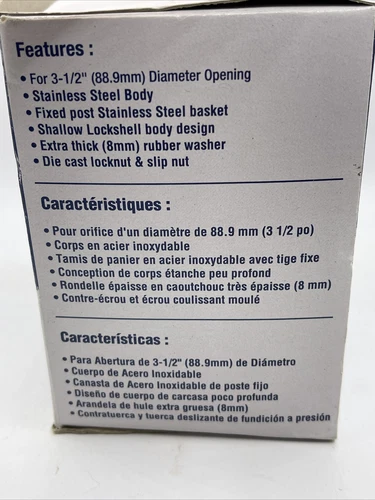 Features :
• For 3-1/2" (88.9mm) Diameter Opening
• Stainless Steel Body
• Fixed post Stainless Steel basket
• Shallow Lockshell body design
• Extra thick (8mm) rubber washer
• Die cast locknut & slip nut
Caractéristiques :
• Pour orifice d'un diamètre de 88.9 mm (3 1/2 po)
• Corps en acier inoxydable
• Tamis de panier en acier inoxydable avec tige fixe
• Conception de corps étanche peu profond
• Rondelle épaisse en caoutchouc très épaisse (8 mm)
• Contre-écrou et écrou coulissant moulé
Características :
• Para Abertura de 3-1/2" (88.9mm) de Diámetro
• Cuerpo de Acero Inoxidable
• Canasta de Acero Inoxidable de poste fijo
• Diseño de cuerpo de carcasa poco profunda
• Arandela de hule extra gruesa (8mm)
• Contratuerca y tuerca deslizante de fundición a presión